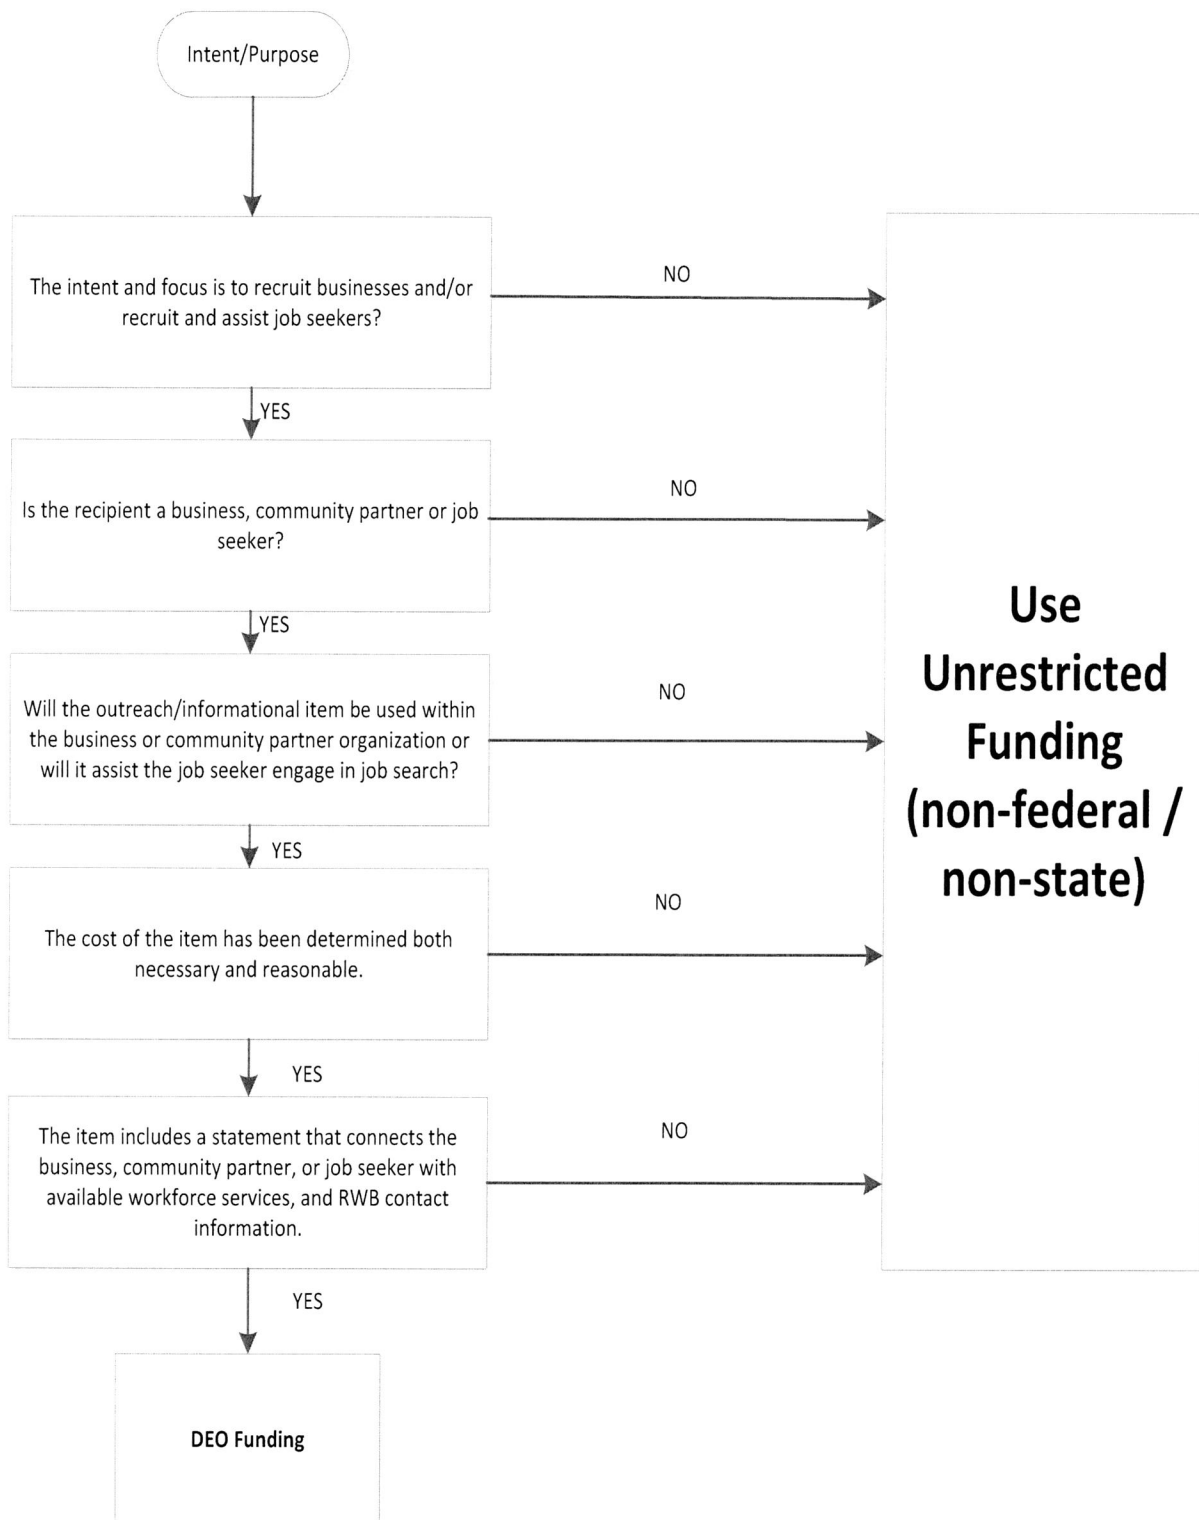 Intent/Purpose
The intent and focus is to recruit businesses and/or
recruit and assist job seekers?
NO
YES
Is the recipient a business, community partner or job
seeker?
NO
YES
Will the outreach/informational item be used within
the business or community partner organization or
will it assist the job seeker engage in job search?
NO
YES
The cost of the item has been determined both
necessary and reasonable.
NO
YES
The item includes a statement that connects the
business, community partner, or job seeker with
available workforce services, and RWB contact
information.
NO
YES
DEO Funding
Use
Unrestricted
Funding
(non-federal /
non-state)